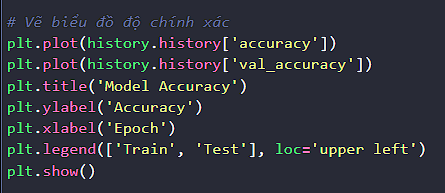 # Vẽ biểu đồ độ chính xác
plt.plot(history.history['accuracy'])
plt.plot(history.history['val_accuracy'])
plt.title('Model Accuracy')
plt.ylabel('Accuracy')
plt.xlabel('Epoch')
plt.legend(['Train', 'Test'], loc='upper left')
plt.show()